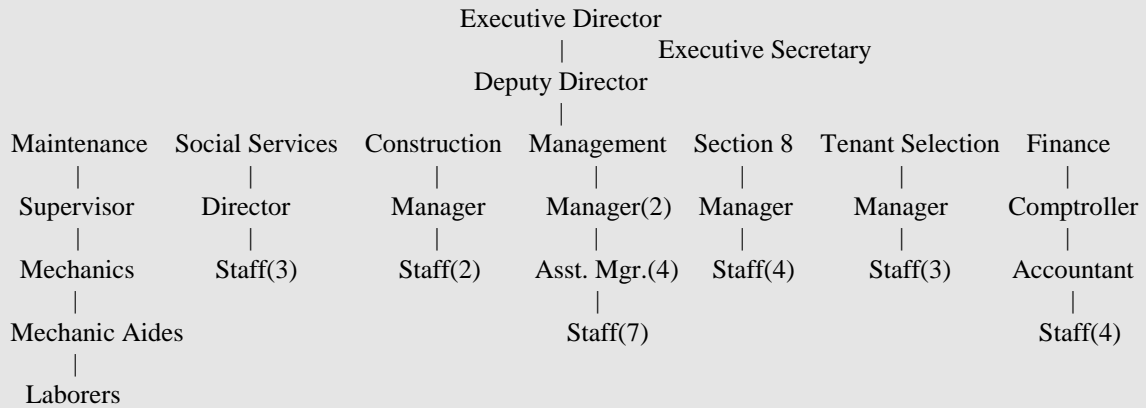 Executive Director
| Executive Secretary
Deputy Director
|
Maintenance Social Services Construction Management Section 8 Tenant Selection Finance
| | | | | | |
Supervisor Director Manager Manager(2) Manager Manager Comptroller
| | | | | | |
Mechanics Staff(3) Staff(2) Asst. Mgr.(4) Staff(4) Staff(3) Accountant
| | |
Mechanic Aides Staff(7) Staff(4)
|
Laborers